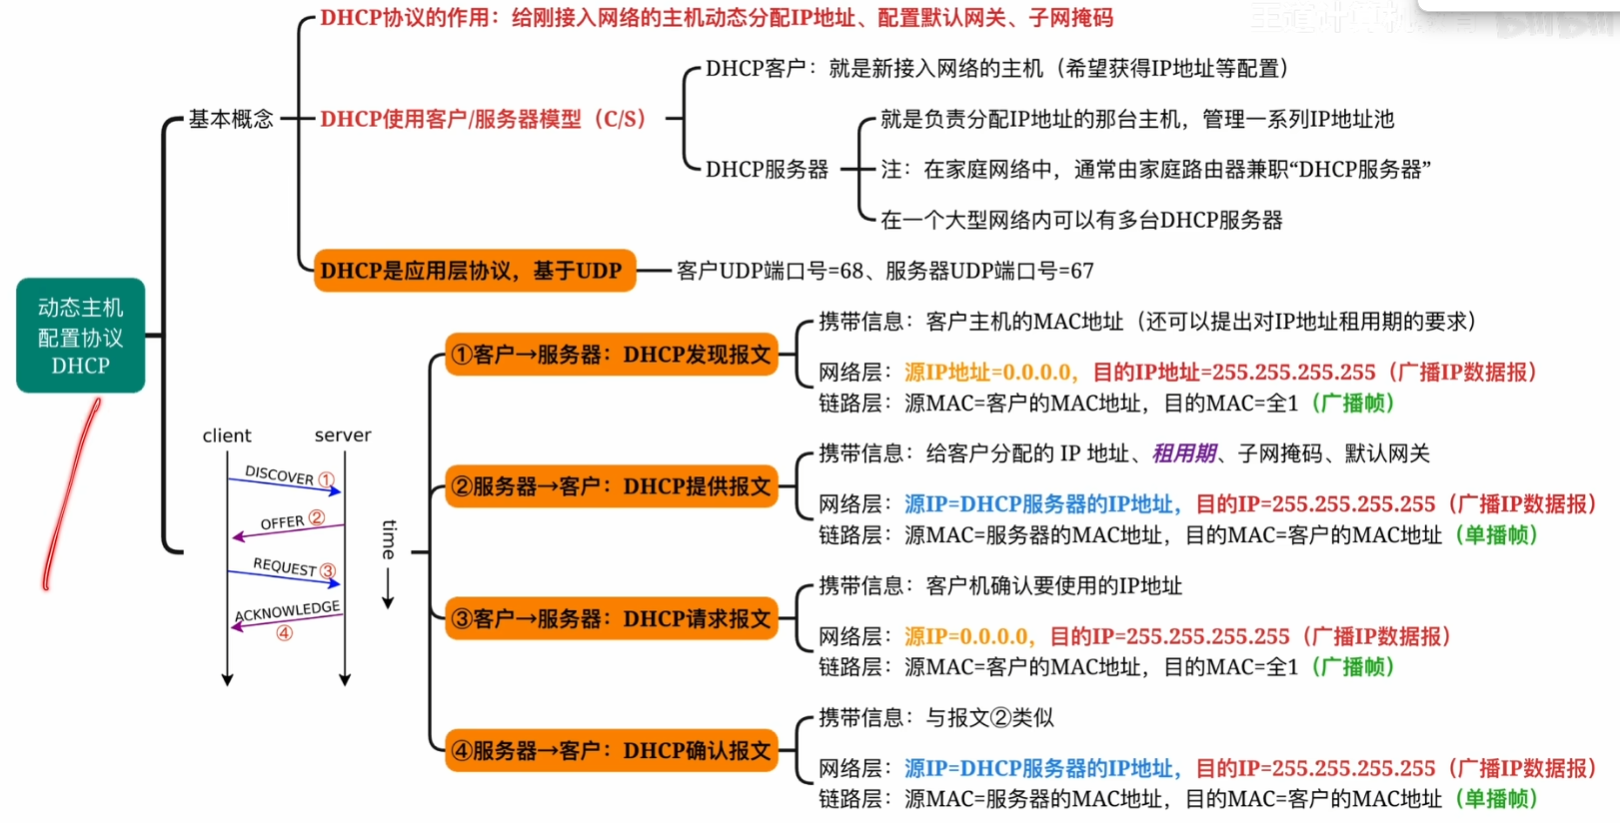 DHCP协议的作用：给刚接入网络的主机动态分配IP地址、配置默认网关、子网掩码
DHCP客户：就是新接入网络的主机（希望获得IP地址等配置）
基本概念
DHCP使用客户/服务器模型（C/S）
就是负责分配IP地址的那台主机，管理一系列IP地址池
DHCP服务器
注：在家庭网络中，通常由家庭路由器兼职“DHCP服务器”
在一个大型网络内可以有多台DHCP服务器
DHCP是应用层协议，基于UDP
客户UDP端口号=68、服务器UDP端口号=67
动态主机
配置协议
DHCP
①客户→服务器：DHCP发现报文
携带信息：客户主机的MAC地址（还可以提出对IP地址租用期的要求）
网络层：源IP地址=0.0.0.0，目的IP地址=255.255.255.255（广播IP数据报）
链路层：源MAC=客户的MAC地址，目的MAC=全1（广播帧）
②服务器→客户：DHCP提供报文
携带信息：给客户分配的 IP 地址、租用期、子网掩码、默认网关
网络层：源IP=DHCP服务器的IP地址，目的IP=255.255.255.255（广播IP数据报）
链路层：源MAC=服务器的MAC地址，目的MAC=客户的MAC地址（单播帧）
③客户→服务器：DHCP请求报文
携带信息：客户机确认要使用的IP地址
网络层：源IP=0.0.0.0，目的IP=255.255.255.255（广播IP数据报）
链路层：源MAC=客户的MAC地址，目的MAC=全1（广播帧）
④服务器→客户：DHCP确认报文
携带信息：与报文②类似
网络层：源IP=DHCP服务器的IP地址，目的IP=255.255.255.255（广播IP数据报）
链路层：源MAC=服务器的MAC地址，目的MAC=客户的MAC地址（单播帧）
client
server
DISCOVER ①
OFFER ②
REQUEST ③
ACKNOWLEDGE
④
time